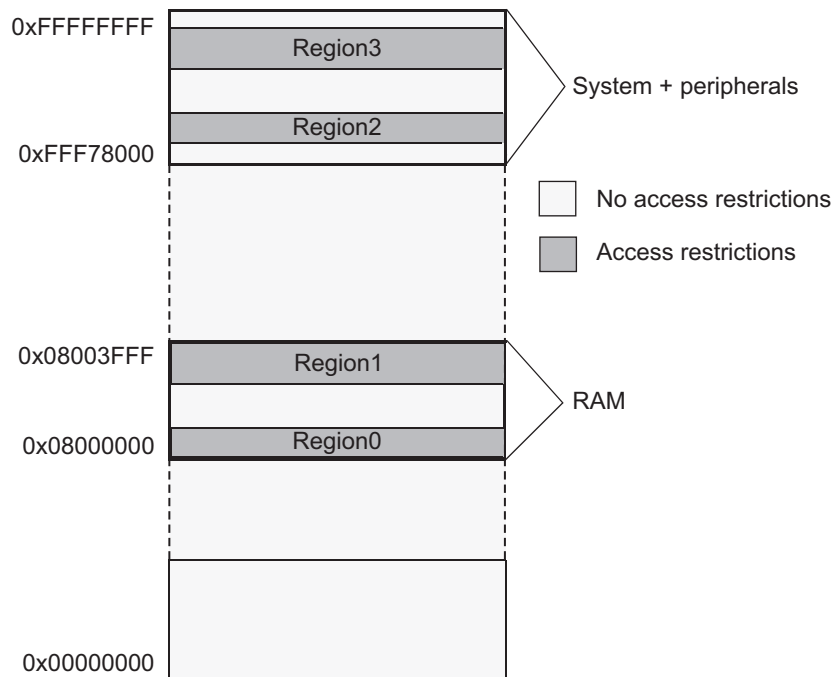 0xFFFFFFFF
Region3
System + peripherals
Region2
0xFFF78000
No access restrictions
Access restrictions
0x08003FFF
Region1
RAM
Region0
0x08000000
0x00000000